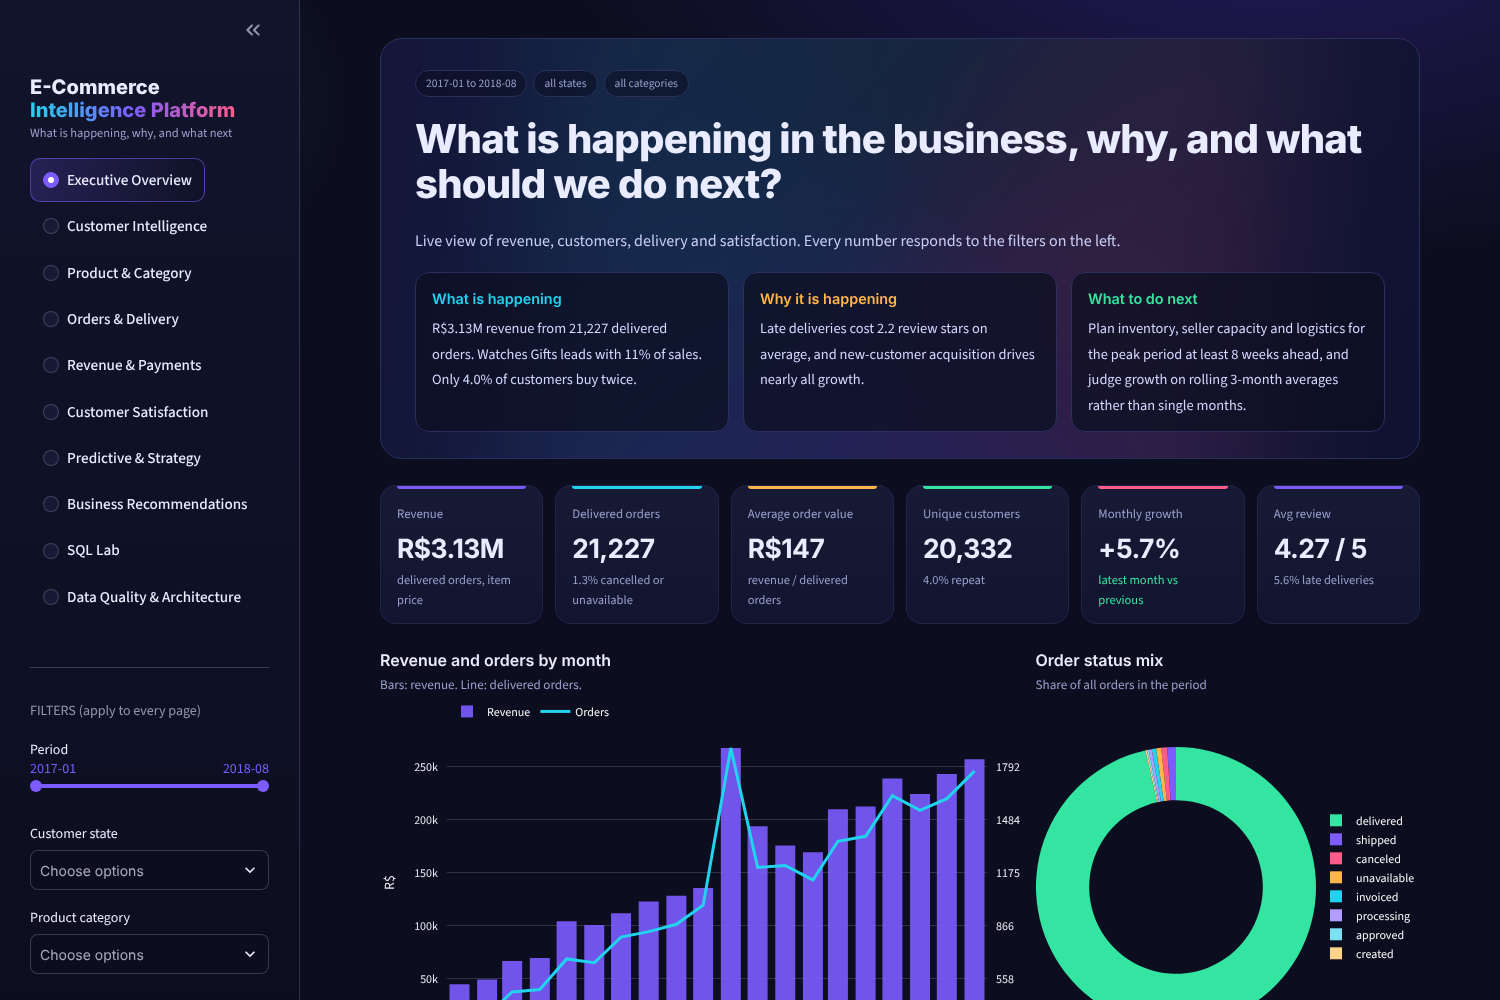 E-Commerce
Intelligence Platform
What is happening, why, and what next
Executive Overview
Customer Intelligence
Product & Category
Orders & Delivery
Revenue & Payments
Customer Satisfaction
Predictive & Strategy
Business Recommendations
SQL Lab
Data Quality & Architecture
FILTERS (apply to every page)
Period
2017-01 2018-08
Customer state
Choose options
Product category
Choose options
2017-01 to 2018-08 all states all categories
What is happening in the business, why, and what
should we do next?
Live view of revenue, customers, delivery and satisfaction. Every number responds to the filters on the left.
What is happening
R$3.13M revenue from 21,227 delivered
orders. Watches Gifts leads with 11% of sales.
Only 4.0% of customers buy twice.
Why it is happening
Late deliveries cost 2.2 review stars on
average, and new-customer acquisition drives
nearly all growth.
What to do next
Plan inventory, seller capacity and logistics for
the peak period at least 8 weeks ahead, and
judge growth on rolling 3-month averages
rather than single months.
Revenue
R$3.13M
delivered orders, item
price
Delivered orders
21,227
1.3% cancelled or
unavailable
Average order value
R$147
revenue / delivered
orders
Unique customers
20,332
4.0% repeat
Monthly growth
+5.7%
latest month vs
previous
Avg review
4.27 / 5
5.6% late deliveries
Revenue and orders by month
Bars: revenue. Line: delivered orders.
Revenue Orders
250k 1792
200k 1484
150k 1175
R$
100k 866
50k 558
Order status mix
Share of all orders in the period
delivered
shipped
canceled
unavailable
invoiced
processing
approved
created